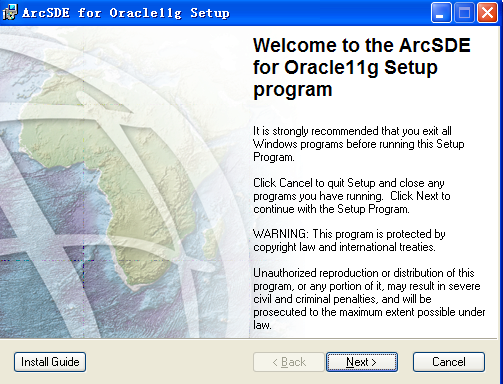 ArcSDE for Oracle11g Setup
Welcome to the ArcSDE
for Oracle11g Setup
program
It is strongly recommended that you exit all
Windows programs before running this Setup
Program.
Click Cancel to quit Setup and close any
programs you have running. Click Next to
continue with the Setup Program.
WARNING: This program is protected by
copyright law and international treaties.
Unauthorized reproduction or distribution of this
program, or any portion of it, may result in severe
civil and criminal penalties, and will be
prosecuted to the maximum extent possible under
law.
Install Guide
< Back
Next >
Cancel